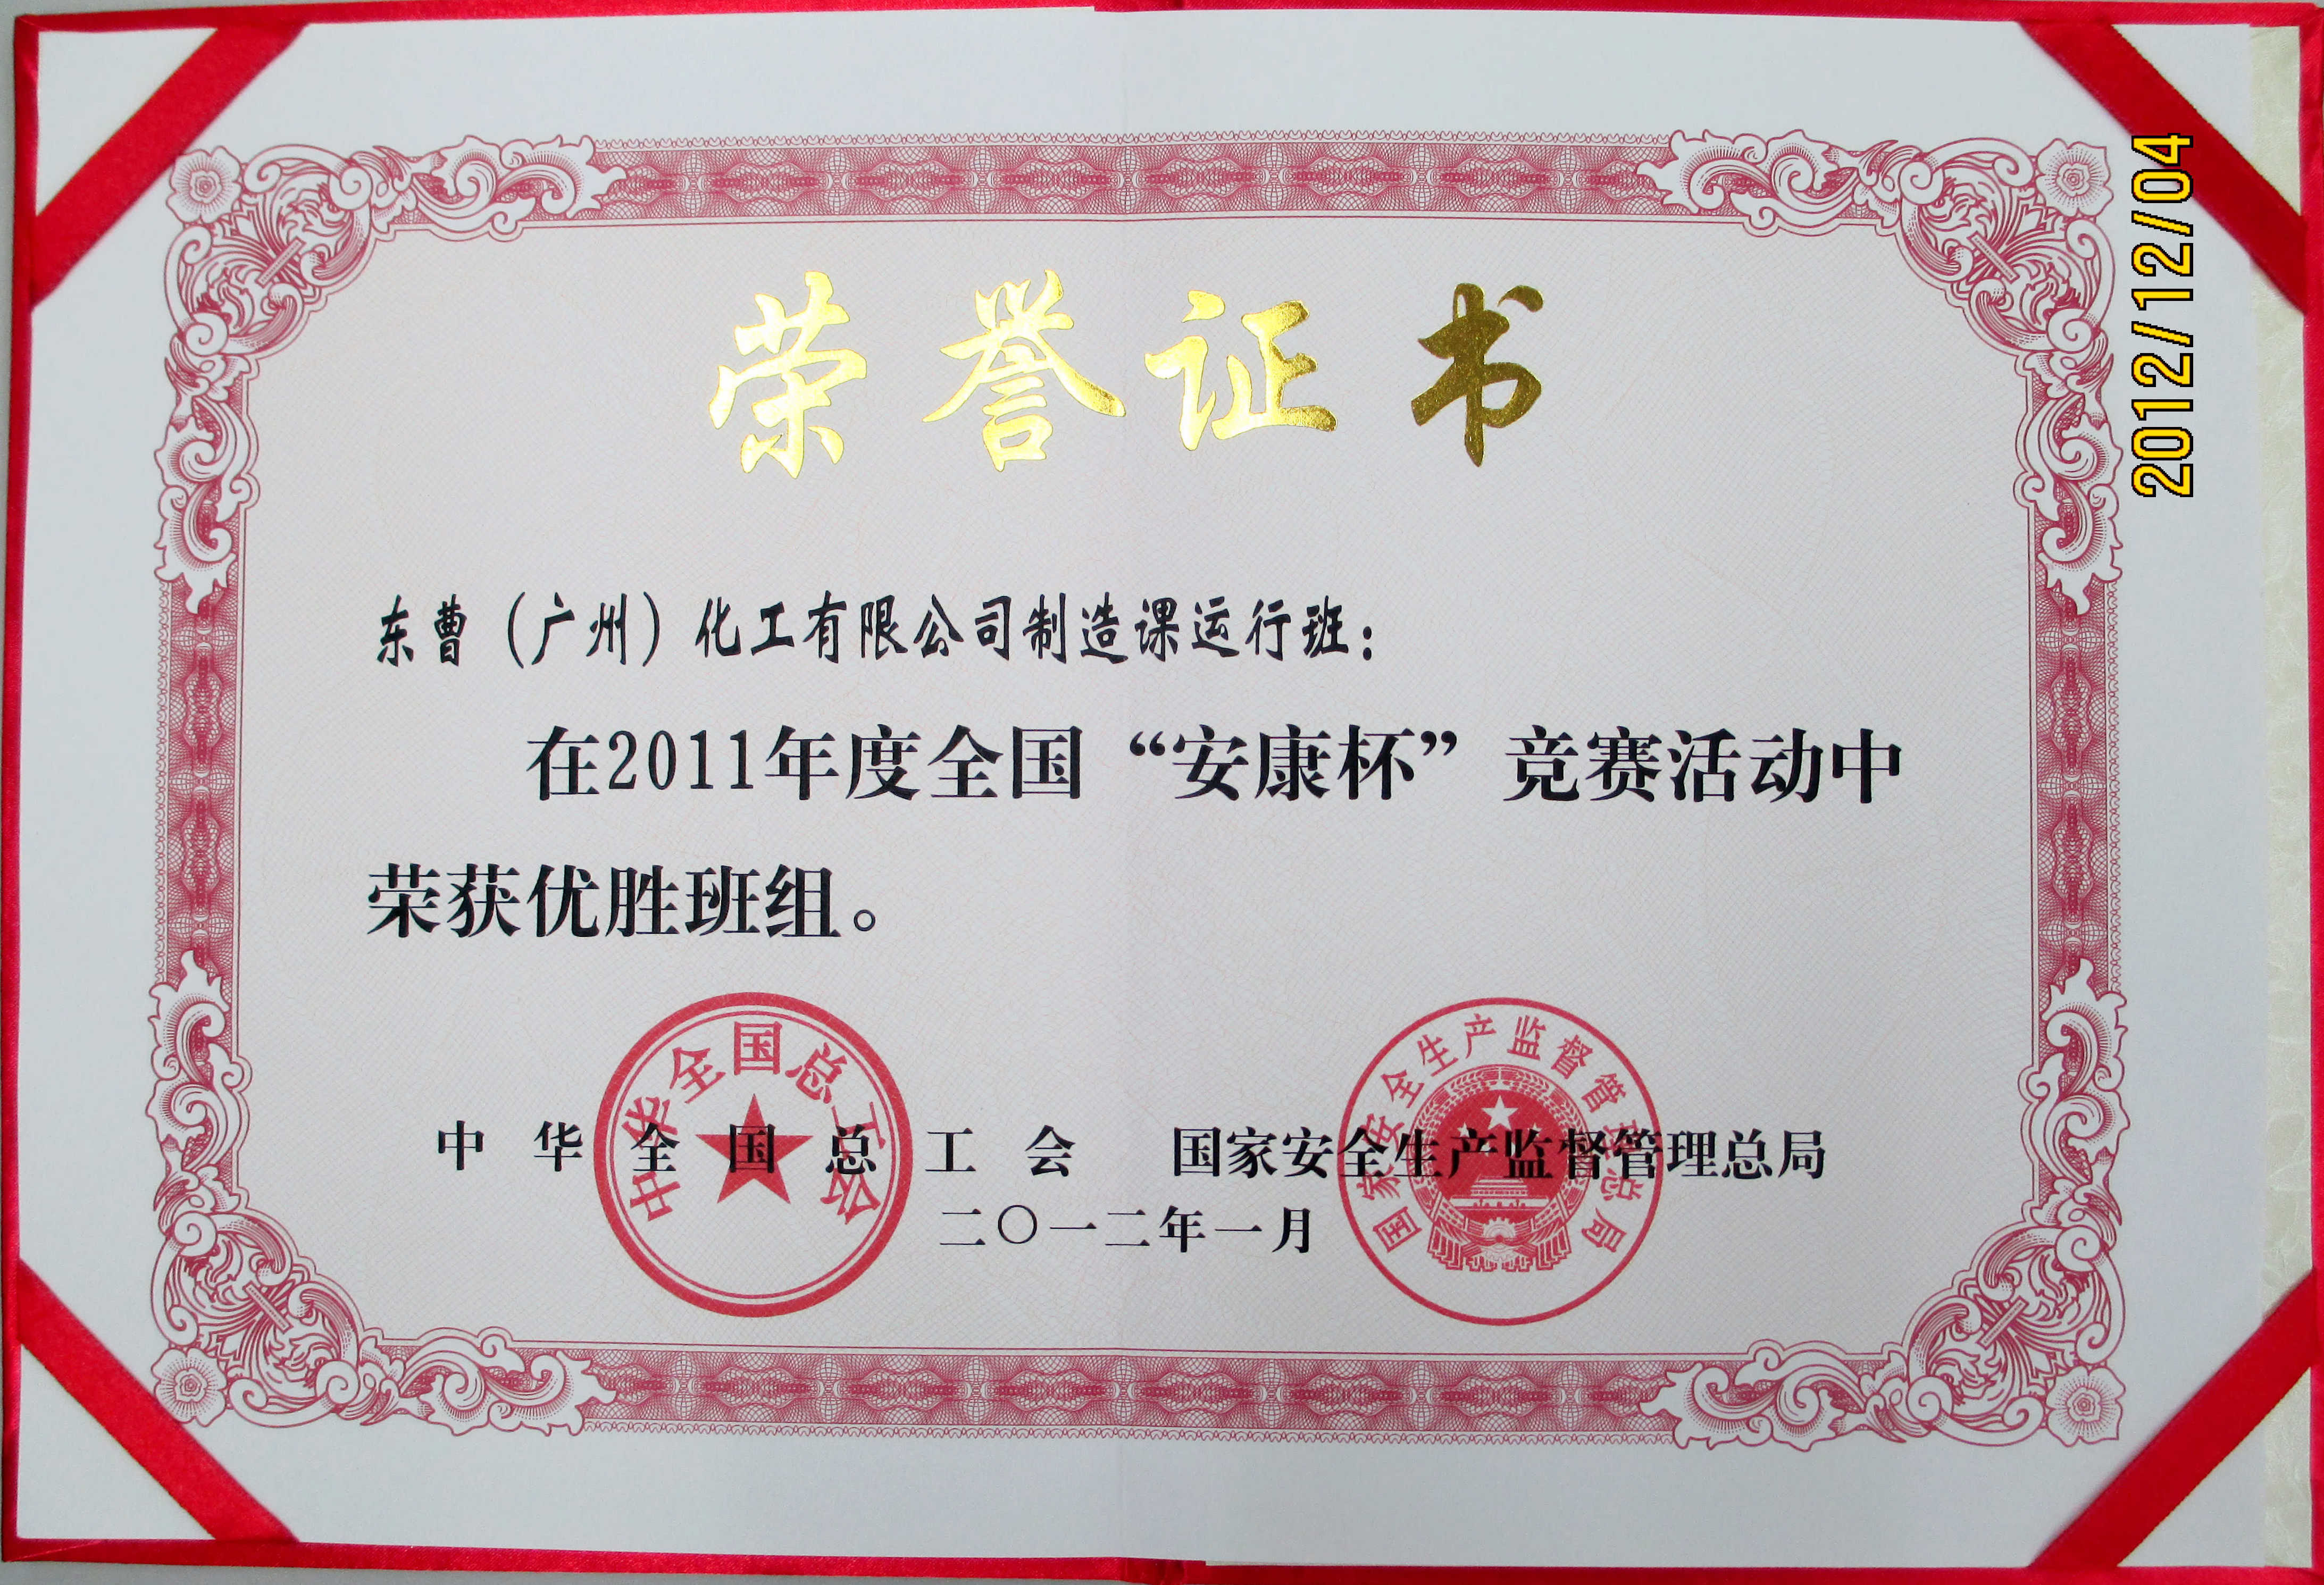 荣誉证书
2012/12/04
东曹（广州）化工有限公司制造课运行班：
在2011年度全国“安康杯”竞赛活动中
荣获优胜班组。
中华全国总工会
国家安全生产监督管理总局
中华全国总工会 国家安全生产监督管理总局
二〇一二年一月